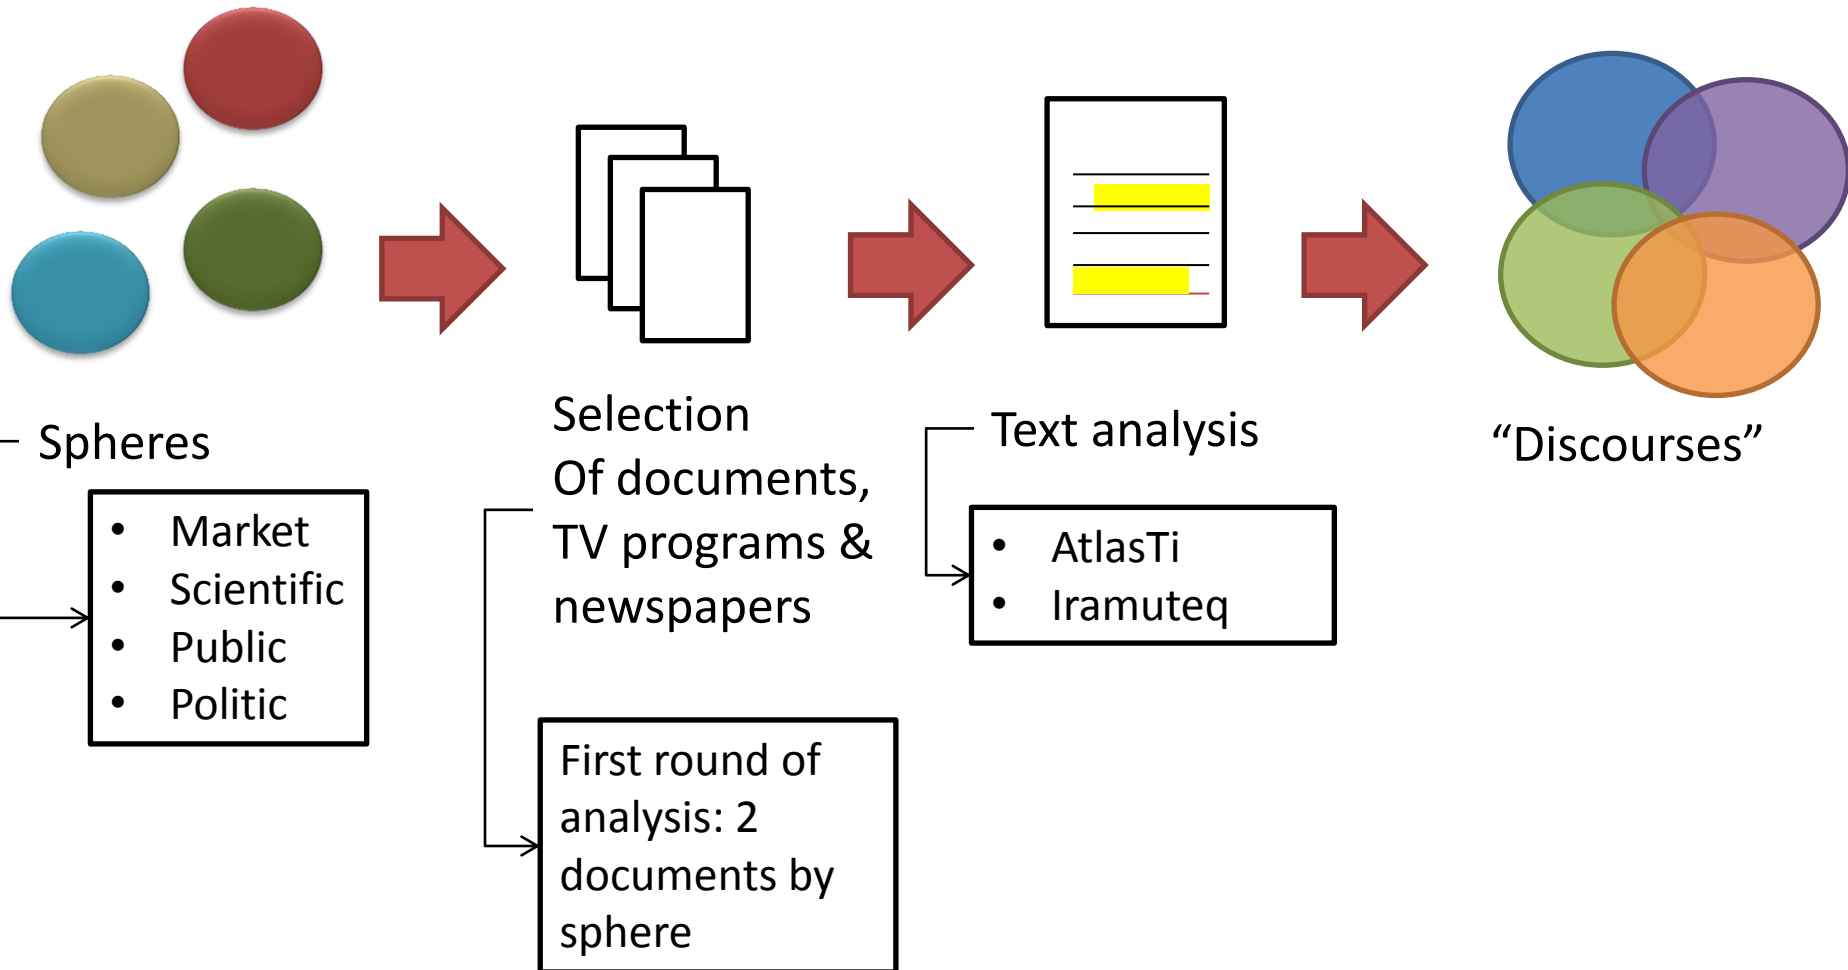 Spheres
• Market
• Scientific
• Public
• Politic
Selection
Of documents,
TV programs &
newspapers
First round of
analysis: 2
documents by
sphere
Text analysis
• AtlasTi
• Iramuteq
“Discourses”